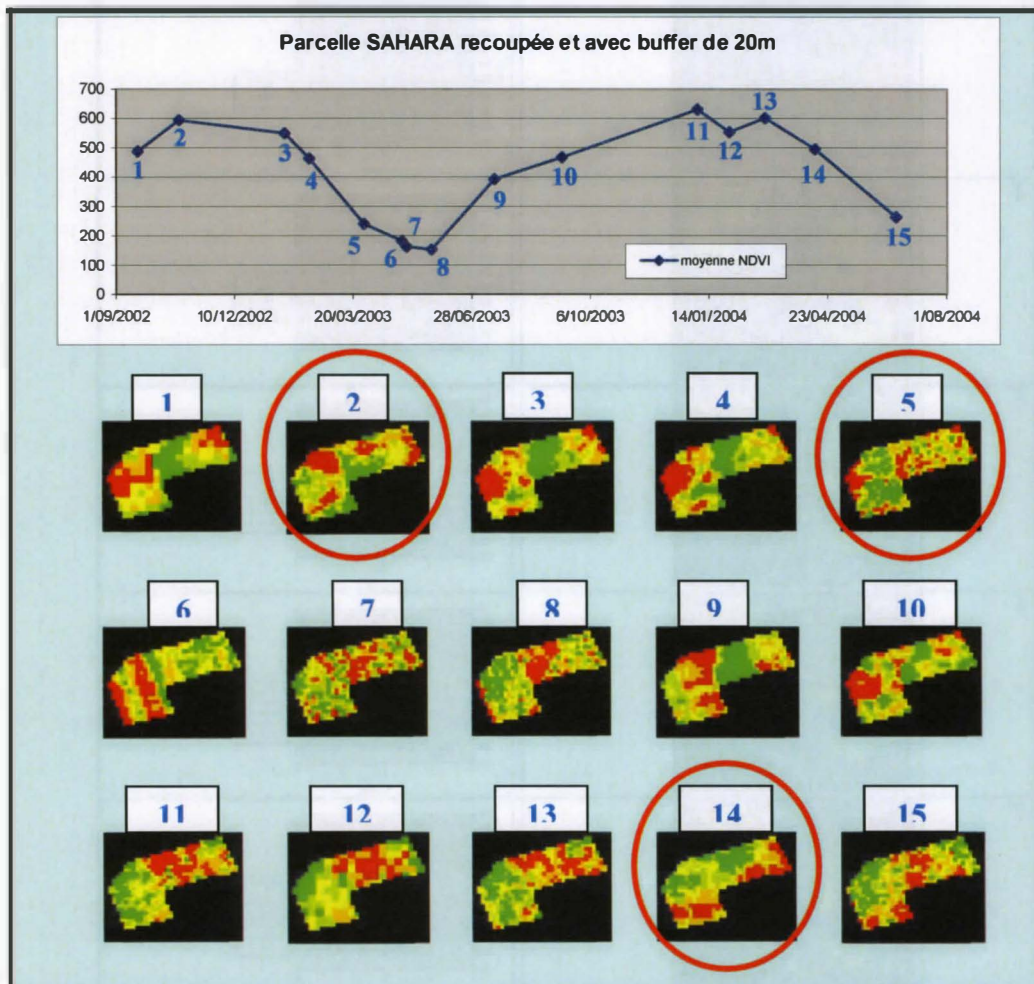 Parcelle SAHARA recoupée et avec buffer de 20m
700
600
500
400
300
200
100
0
1 2 3 4 5 6 7 8 9 10 11 12 13 14 15
moyenne NDVI
1/09/2002 10/12/2002 20/03/2003 28/06/2003 6/10/2003 14/01/2004 23/04/2004 1/08/2004
1 2 3 4 5
6 7 8 9 10
11 12 13 14 15